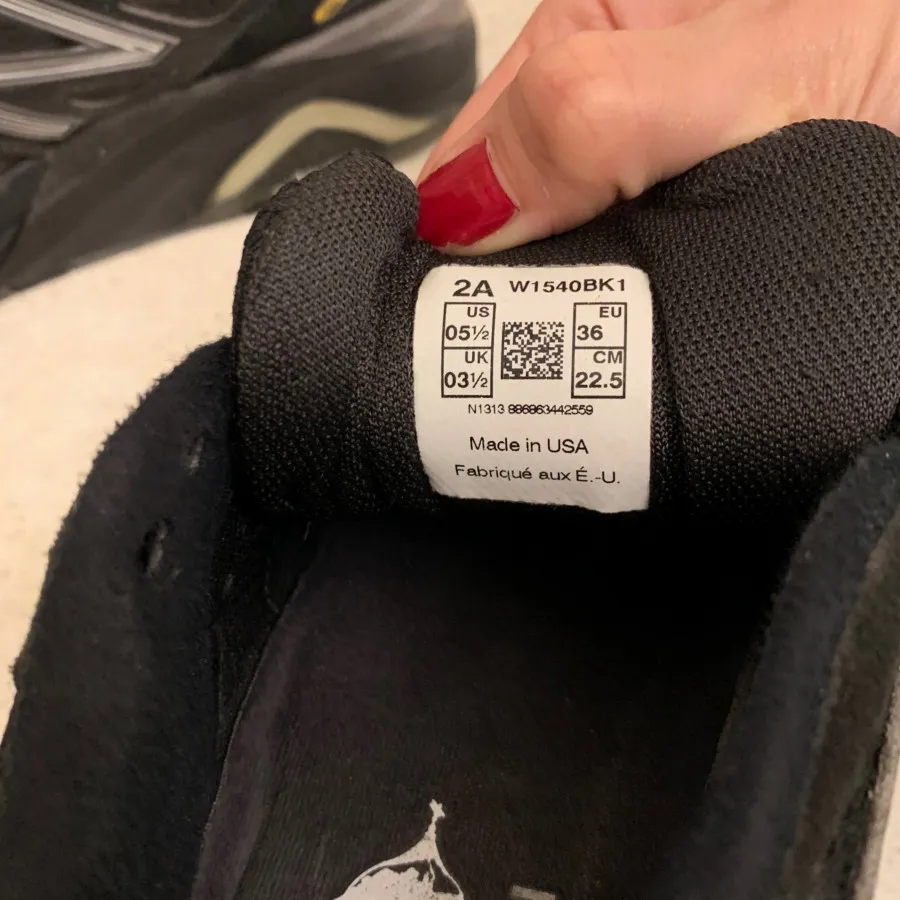 2A W1540BK1
US EU
05½ 36
UK CM
03½ 22.5
N1313 886863442559
Made in USA
Fabriqué aux É.-U.